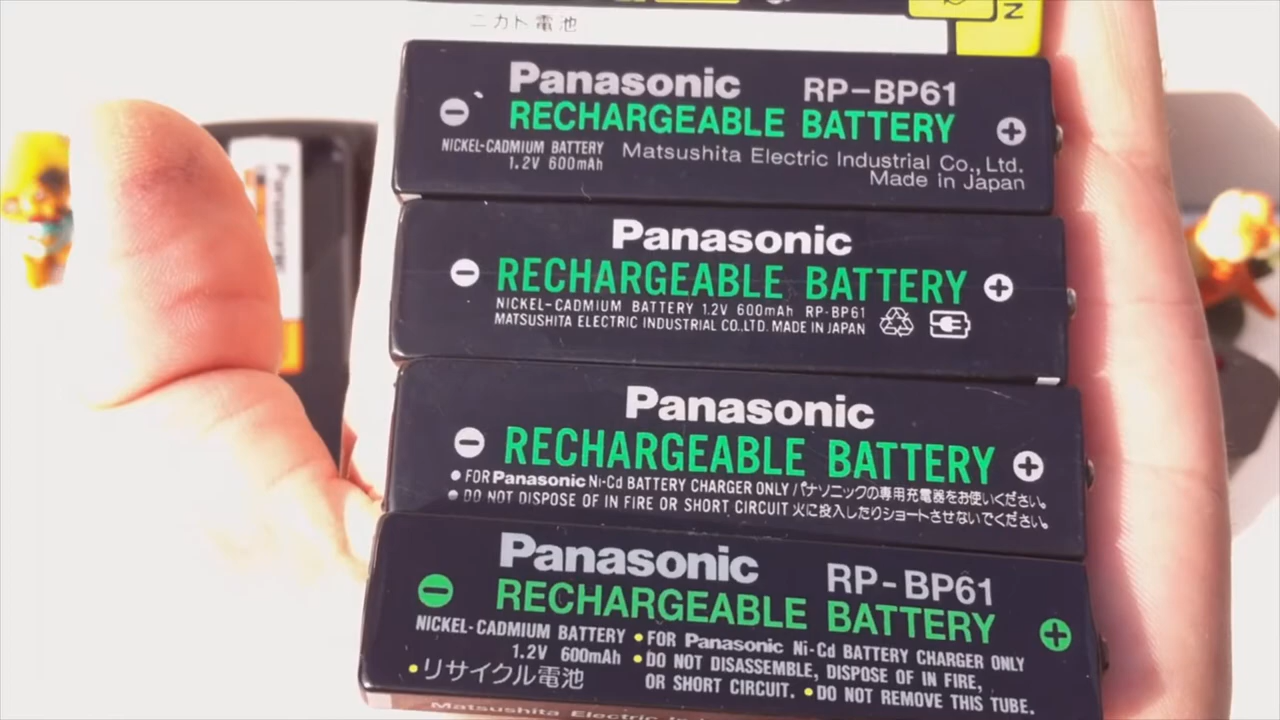 ニカド電池
N
Panasonic RP-BP61
RECHARGEABLE BATTERY
NICKEL-CADMIUM BATTERY
1.2V 600mAh
Matsushita Electric Industrial Co., Ltd.
Made in Japan
Panasonic
RECHARGEABLE BATTERY
NICKEL-CADMIUM BATTERY 1.2V 600mAh RP-BP61
MATSUSHITA ELECTRIC INDUSTRIAL CO.,LTD. MADE IN JAPAN
Panasonic
RECHARGEABLE BATTERY
● FOR Panasonic Ni-Cd BATTERY CHARGER ONLY / パナソニックの専用充電器をお使いください。
● DO NOT DISPOSE OF IN FIRE OR SHORT CIRCUIT 火に投入したりショートさせないでください。
Panasonic RP-BP61
RECHARGEABLE BATTERY
NICKEL-CADMIUM BATTERY
1.2V 600mAh
●リサイクル電池
●FOR Panasonic Ni-Cd BATTERY CHARGER ONLY
●DO NOT DISASSEMBLE, DISPOSE OF IN FIRE,
OR SHORT CIRCUIT. ●DO NOT REMOVE THIS TUBE.
Matsushita Electric
Panasonic